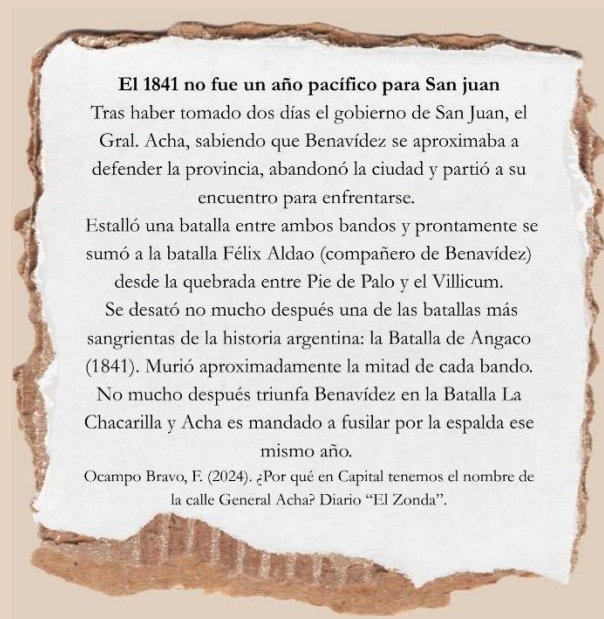 El 1841 no fue un año pacífico para San juan
Tras haber tomado dos días el gobierno de San Juan, el
Gral. Acha, sabiendo que Benavídez se aproximaba a
defender la provincia, abandonó la ciudad y partió a su
encuentro para enfrentarse.
Estalló una batalla entre ambos bandos y prontamente se
sumó a la batalla Félix Aldao (compañero de Benavídez)
desde la quebrada entre Pie de Palo y el Villicum.
Se desató no mucho después una de las batallas más
sangrientas de la historia argentina: la Batalla de Angaco
(1841). Murió aproximadamente la mitad de cada bando.
No mucho después triunfa Benavídez en la Batalla La
Chacarilla y Acha es mandado a fusilar por la espalda ese
mismo año.
Ocampo Bravo, F. (2024). ¿Por qué en Capital tenemos el nombre de
la calle General Acha? Diario “El Zonda”.